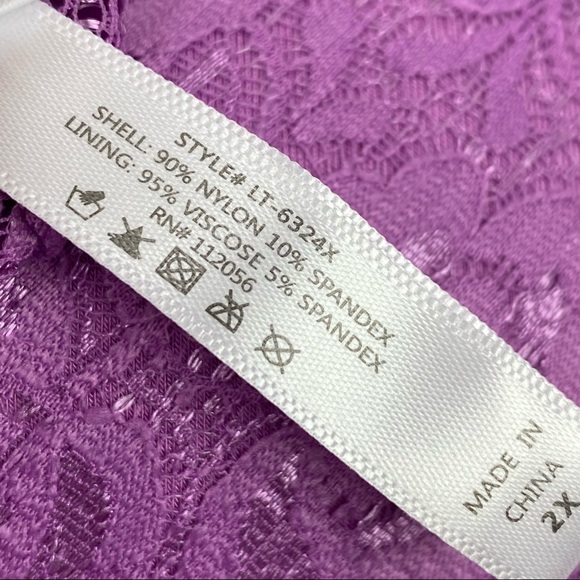 STYLE# LT-6324X
SHELL: 90% NYLON 10% SPANDEX
LINING: 95% VISCOSE 5% SPANDEX
RN# 112056
MADE IN
CHINA
2X